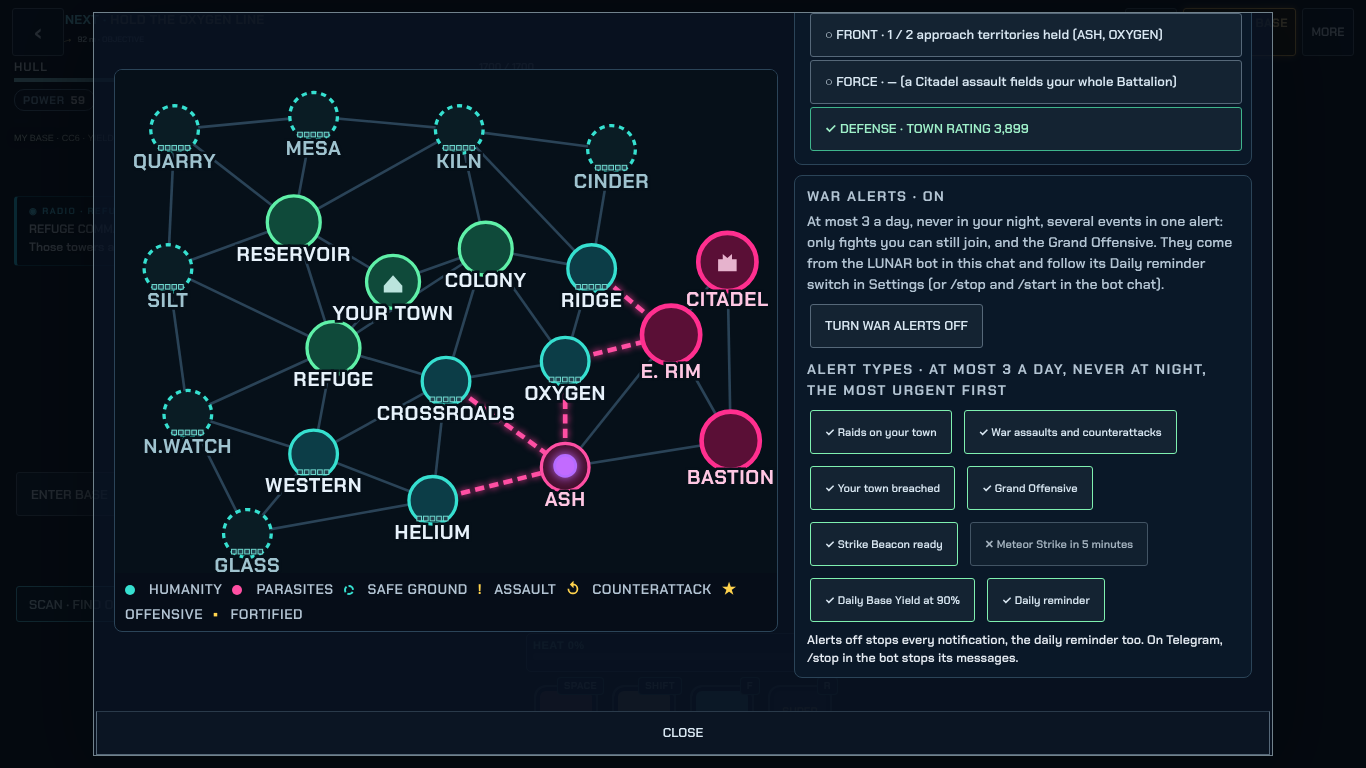 NEXT · HOLD THE OXYGEN LINE
HULL
POWER 59
MORE
QUARRY
MESA
KILN
CINDER
RESERVOIR
COLONY
YOUR TOWN
SILT
RIDGE
CITADEL
REFUGE
CROSSROADS
OXYGEN
E. RIM
N.WATCH
WESTERN
HELIUM
ASH
BASTION
GLASS
HUMANITY PARASITES SAFE GROUND ! ASSAULT COUNTERATTACK
OFFENSIVE FORTIFIED
○ FRONT · 1 / 2 approach territories held (ASH, OXYGEN)
○ FORCE · — (a Citadel assault fields your whole Battalion)
✓ DEFENSE · TOWN RATING 3,899
WAR ALERTS · ON
At most 3 a day, never in your night, several events in one alert:
only fights you can still join, and the Grand Offensive. They come
from the LUNAR bot in this chat and follow its Daily reminder
switch in Settings (or /stop and /start in the bot chat).
TURN WAR ALERTS OFF
ALERT TYPES · AT MOST 3 A DAY, NEVER AT NIGHT,
THE MOST URGENT FIRST
✓ Raids on your town
✓ War assaults and counterattacks
✓ Your town breached
✓ Grand Offensive
✓ Strike Beacon ready
✕ Meteor Strike in 5 minutes
✓ Daily Base Yield at 90%
✓ Daily reminder
Alerts off stops every notification, the daily reminder too. On Telegram,
/stop in the bot stops its messages.
SPACE
SHIFT
CLOSE